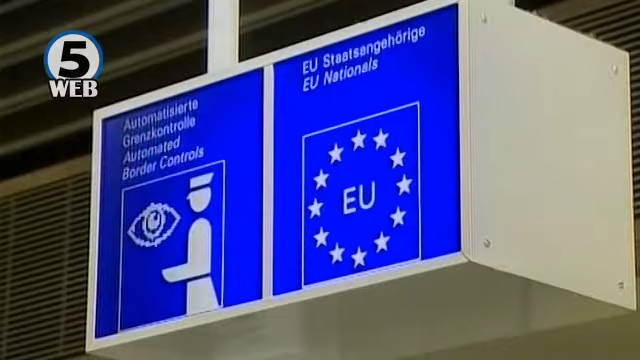 5
WEB
Automatisierte
Grenzkontrolle
Automated
Border Controls
EU Staatsangehörige
EU Nationals
EU